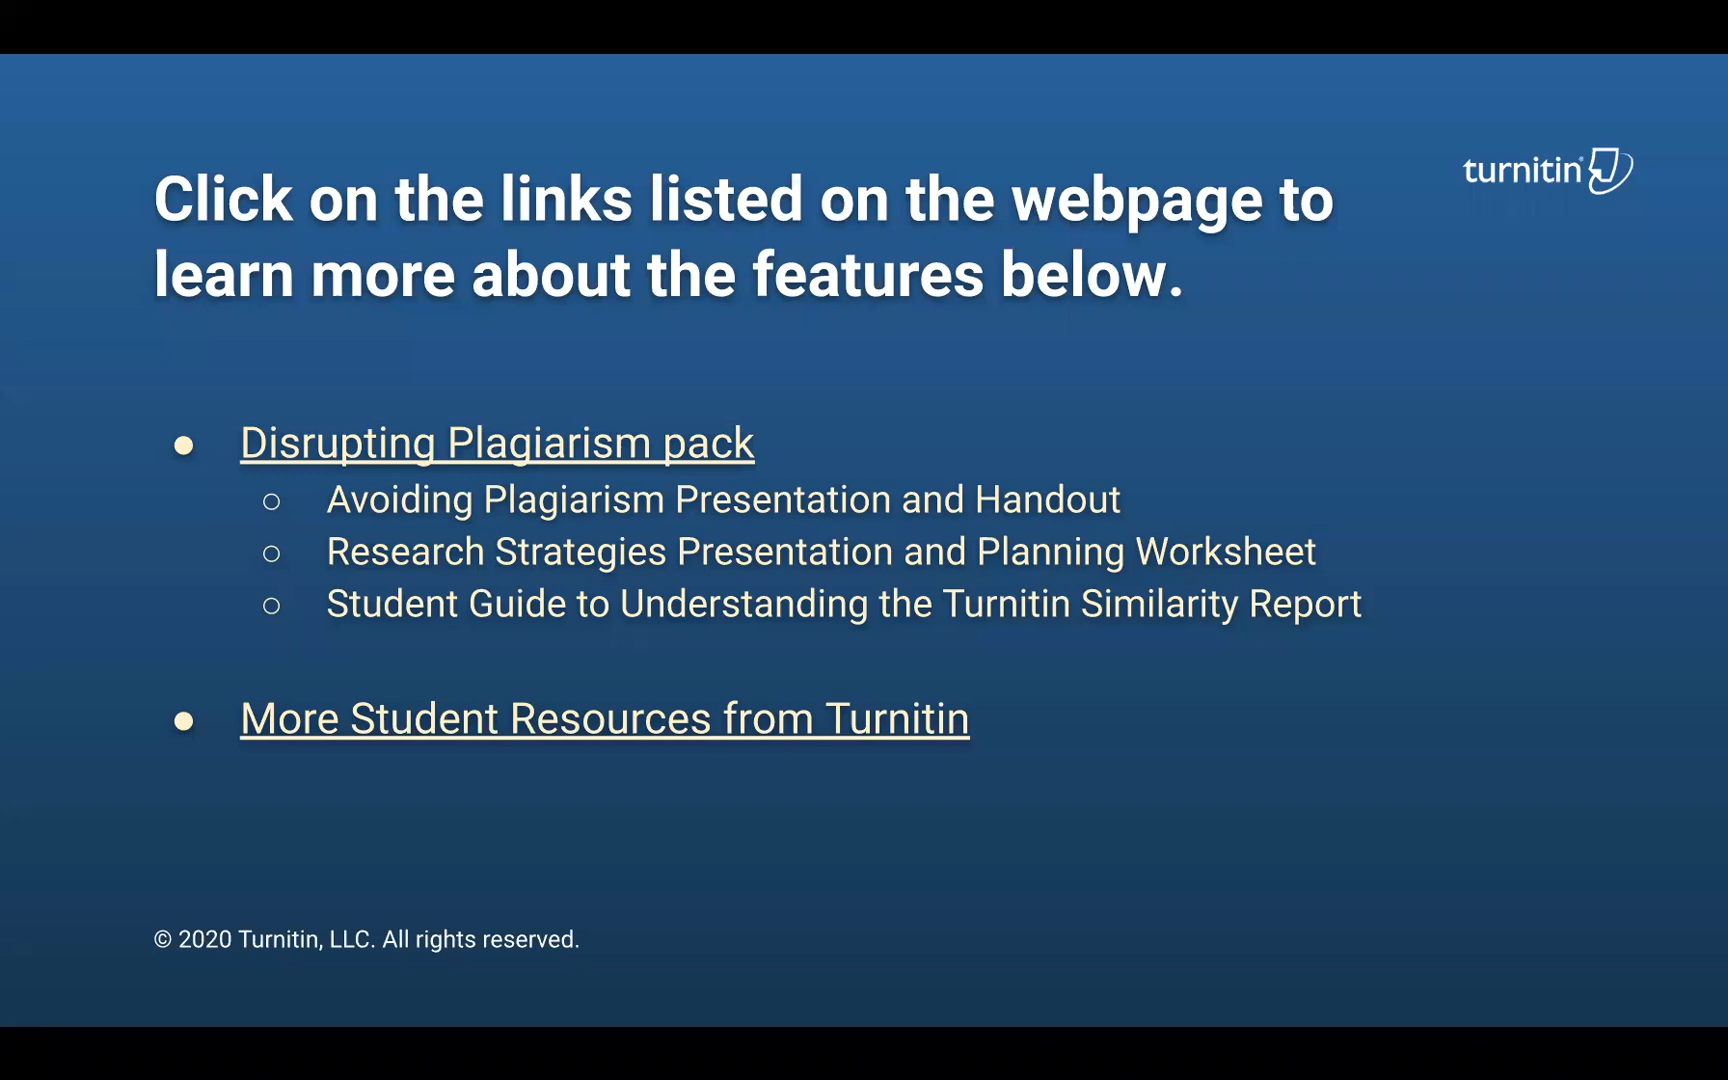 turnitin
Click on the links listed on the webpage to
learn more about the features below.
● Disrupting Plagiarism pack
○ Avoiding Plagiarism Presentation and Handout
○ Research Strategies Presentation and Planning Worksheet
○ Student Guide to Understanding the Turnitin Similarity Report
● More Student Resources from Turnitin
© 2020 Turnitin, LLC. All rights reserved.